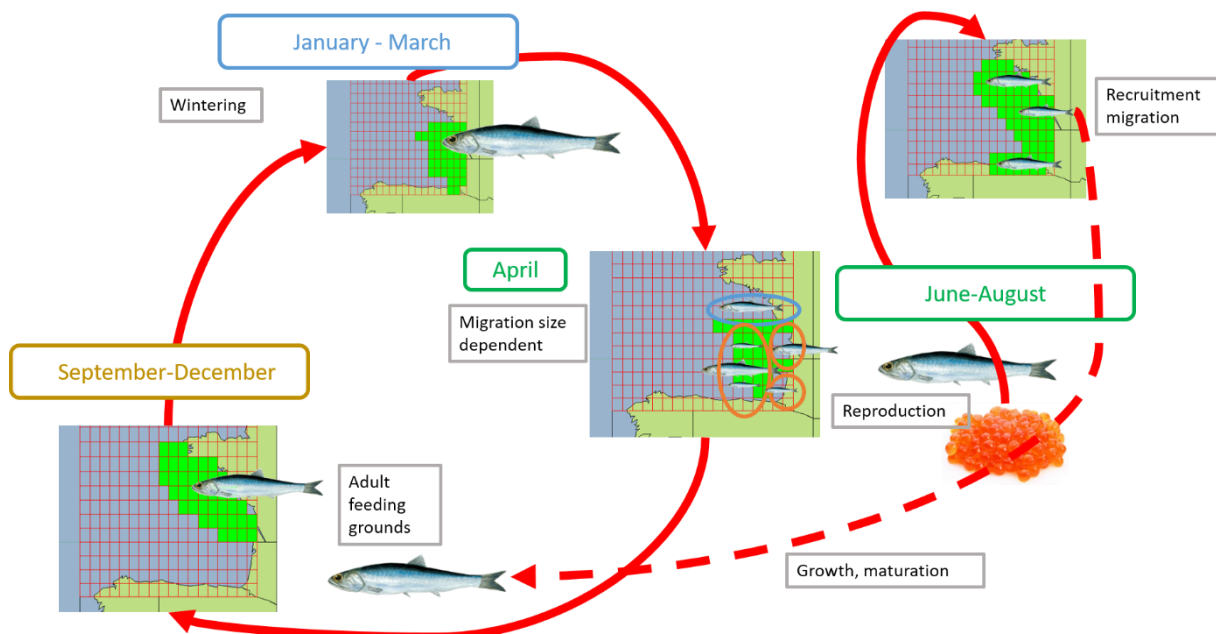 January - March
Wintering
Recruitment
migration
April
Migration size
dependent
June-August
September-December
Reproduction
Adult
feeding
grounds
Growth, maturation